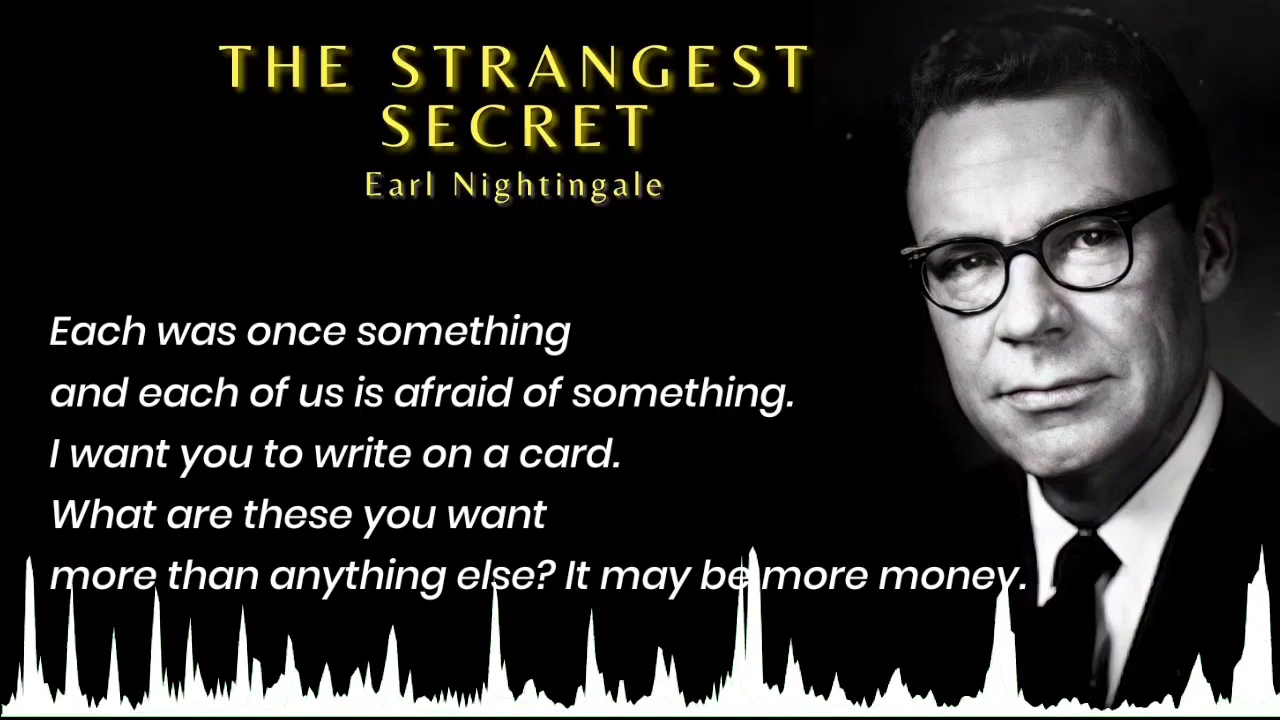 THE STRANGEST
SECRET
Earl Nightingale
Each was once something
and each of us is afraid of something.
I want you to write on a card.
What are these you want
more than anything else? It may be more money.